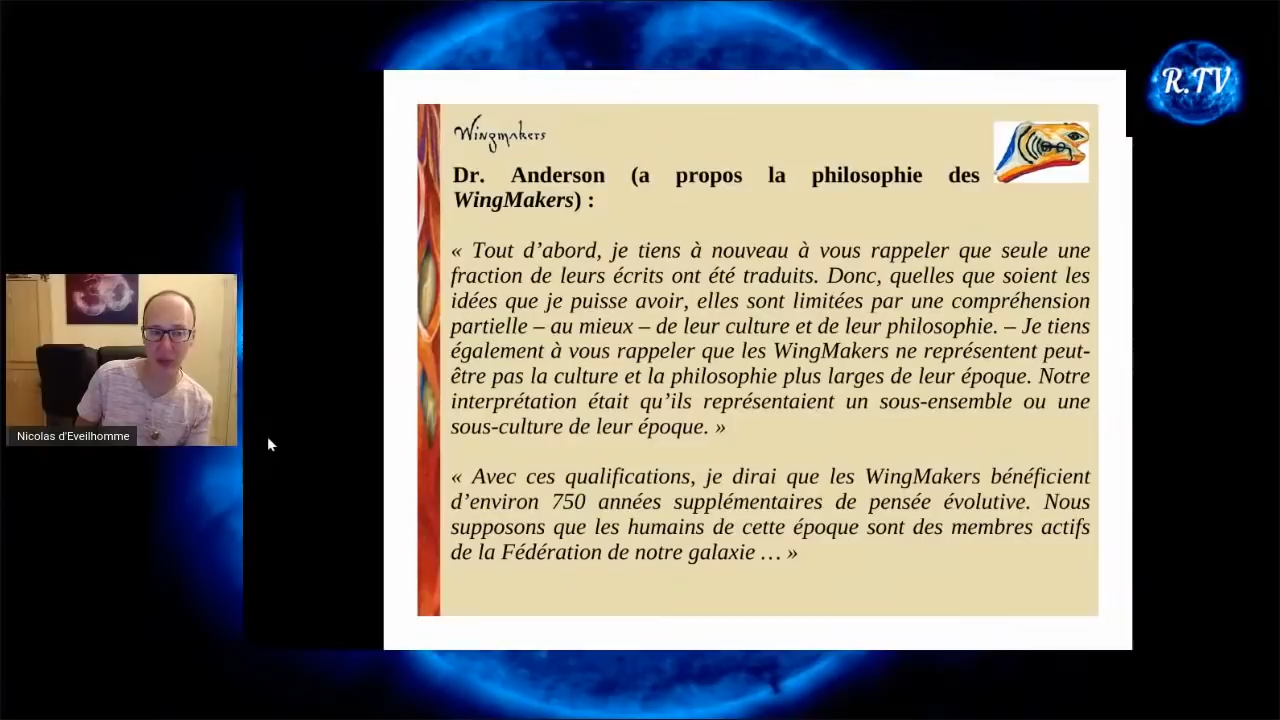 R.TV
Wingmakers
Dr. Anderson (a propos la philosophie des
WingMakers) :
« Tout d’abord, je tiens à nouveau à vous rappeler que seule une
fraction de leurs écrits ont été traduits. Donc, quelles que soient les
idées que je puisse avoir, elles sont limitées par une compréhension
partielle – au mieux – de leur culture et de leur philosophie. – Je tiens
également à vous rappeler que les WingMakers ne représentent peut-
être pas la culture et la philosophie plus larges de leur époque. Notre
interprétation était qu’ils représentaient un sous-ensemble ou une
sous-culture de leur époque. »
« Avec ces qualifications, je dirai que les WingMakers bénéficient
d’environ 750 années supplémentaires de pensée évolutive. Nous
supposons que les humains de cette époque sont des membres actifs
de la Fédération de notre galaxie … »
Nicolas d'Eveilhomme